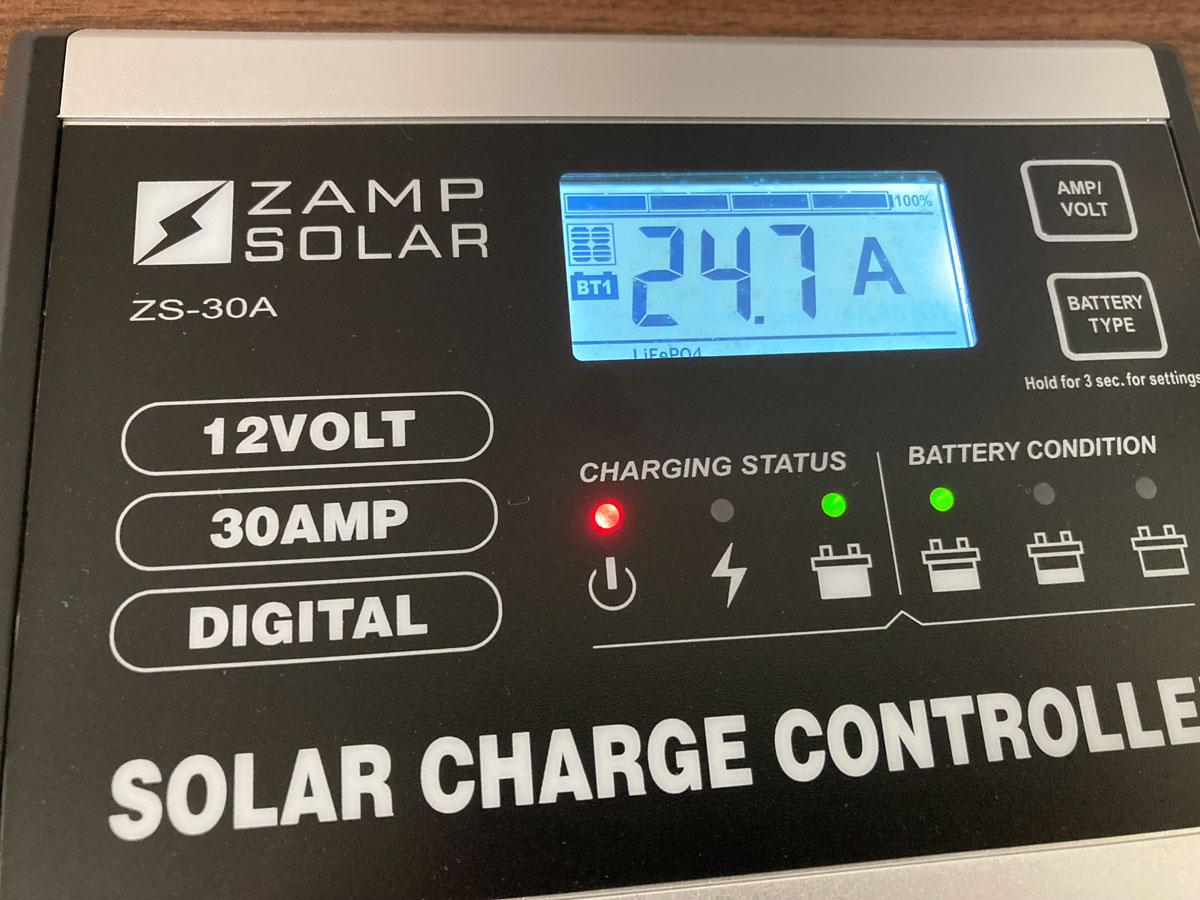 ZAMP
SOLAR
ZS-30A
100%
BT1
24.7 A
LiFePO4
AMP/
VOLT
BATTERY
TYPE
Hold for 3 sec. for settings
12VOLT
30AMP
DIGITAL
CHARGING STATUS
BATTERY CONDITION
SOLAR CHARGE CONTROLLE